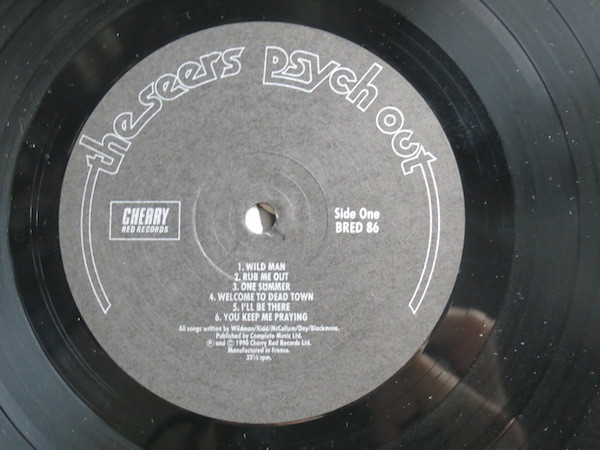 the seers psych out
CHERRY
RED RECORDS
Side One
BRED 86
1. WILD MAN
2. RUB ME OUT
3. ONE SUMMER
4. WELCOME TO DEAD TOWN
5. I'LL BE THERE
6. YOU KEEP ME PRAYING
All songs written by Wildman/Kidd/McCallum/Day/Blackmore.
Published by Complete Music Ltd.
Ⓟ and © 1990 Cherry Red Records Ltd.
Manufactured in France.
33⅓ rpm.